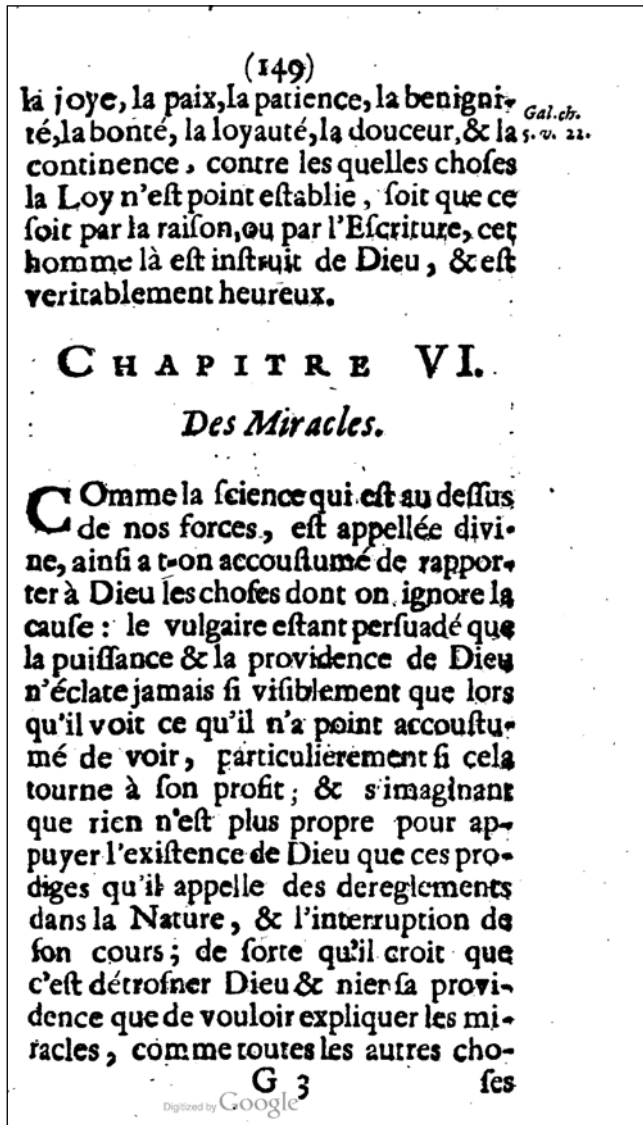 (149)
la joye, la paix, la patience, la benigni-
té, la bonté, la loyauté, la douceur, & la
Gal. ch.
5. v. 22.
continence, contre les quelles choſes
la Loy n'eſt point eſtablie, ſoit que ce
ſoit par la raiſon, ou par l'Eſcriture, cet
homme là eſt inſtruit de Dieu, & eſt
veritablement heureux.
CHAPITRE VI.
Des Miracles.
COmme la ſcience qui eſt au deſſus
de nos forces, eſt appellée divi-
ne, ainſi a t-on accouſtumé de rappor-
ter à Dieu les choſes dont on ignore la
cauſe : le vulgaire eſtant perſuadé que
la puiſſance & la providence de Dieu
n'éclate jamais ſi viſiblement que lors
qu'il voit ce qu'il n'a point accouſtu-
mé de voir, particulierement ſi cela
tourne à ſon profit ; & s'imaginant
que rien n'eſt plus propre pour ap-
puyer l'exiſtence de Dieu que ces pro-
diges qu'il appelle des dereglements
dans la Nature, & l'interruption de
ſon cours ; de ſorte qu'il croit que
c'eſt détroſner Dieu & nier ſa provi-
dence que de vouloir expliquer les mi-
racles, comme toutes les autres cho-
G 3 ſes
Digitized by Google